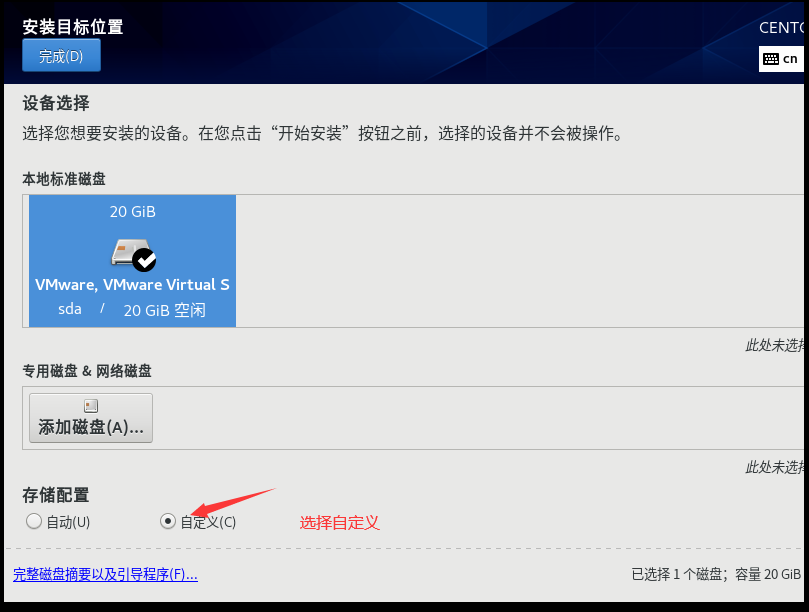 安装目标位置
CENTO
完成(D)
cn
设备选择
选择您想要安装的设备。在您点击“开始安装”按钮之前，选择的设备并不会被操作。
本地标准磁盘
20 GiB
VMware, VMware Virtual S
sda / 20 GiB 空闲
此处未选择
专用磁盘 & 网络磁盘
添加磁盘(A)...
此处未选择
存储配置
自动(U) 自定义(C) 选择自定义
完整磁盘摘要以及引导程序(F)... 已选择 1 个磁盘；容量 20 GiB